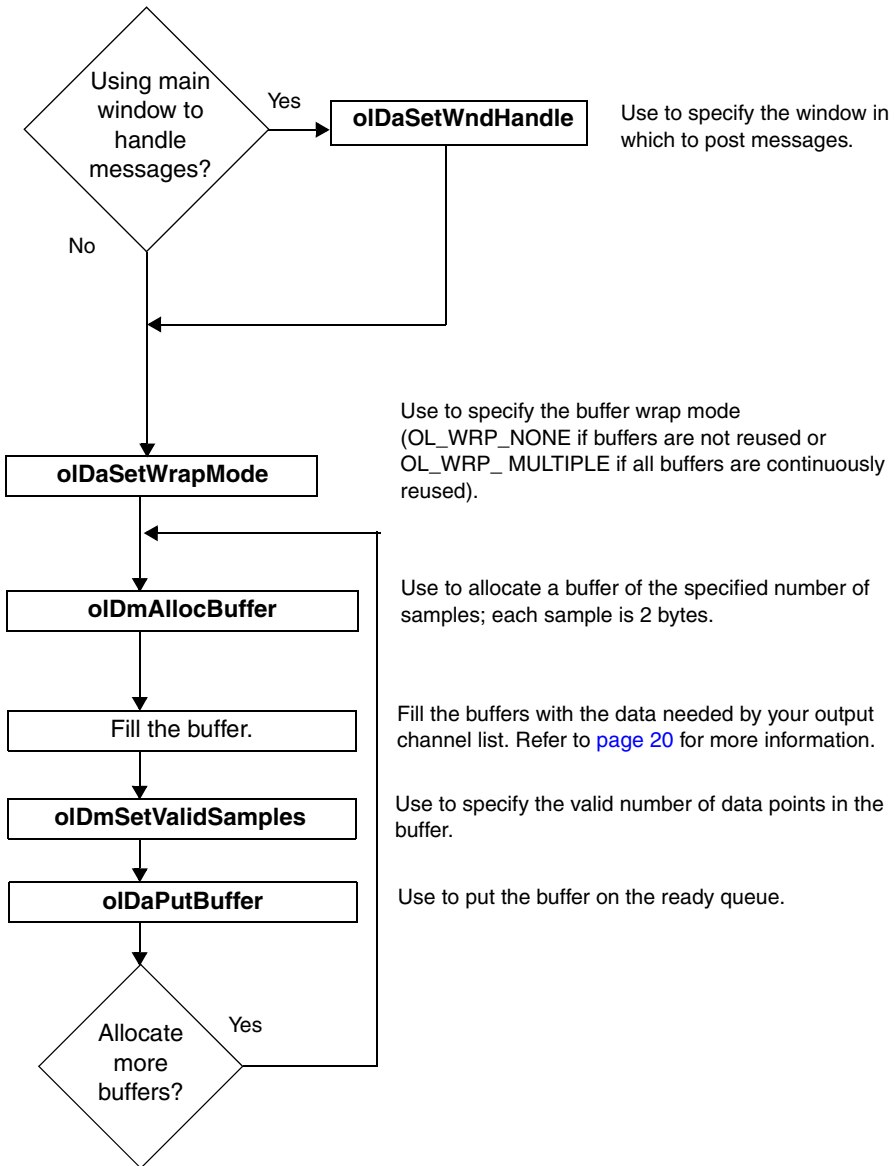 Using main
window to
handle
messages?
Yes
olDaSetWndHandle
Use to specify the window in
which to post messages.
No
Use to specify the buffer wrap mode
(OL_WRP_NONE if buffers are not reused or
OL_WRP_ MULTIPLE if all buffers are continuously
reused).
olDaSetWrapMode
olDmAllocBuffer
Use to allocate a buffer of the specified number of
samples; each sample is 2 bytes.
Fill the buffer.
Fill the buffers with the data needed by your output
channel list. Refer to page 20 for more information.
olDmSetValidSamples
Use to specify the valid number of data points in the
buffer.
olDaPutBuffer
Use to put the buffer on the ready queue.
Allocate
more
buffers?
Yes